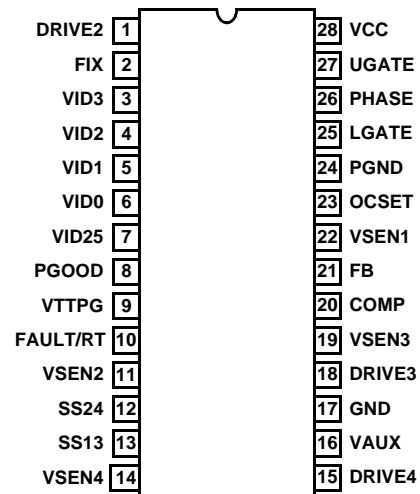 DRIVE2 1 28 VCC
FIX 2 27 UGATE
VID3 3 26 PHASE
VID2 4 25 LGATE
VID1 5 24 PGND
VID0 6 23 OCSET
VID25 7 22 VSEN1
PGOOD 8 21 FB
VTTPG 9 20 COMP
FAULT/RT 10 19 VSEN3
VSEN2 11 18 DRIVE3
SS24 12 17 GND
SS13 13 16 VAUX
VSEN4 14 15 DRIVE4